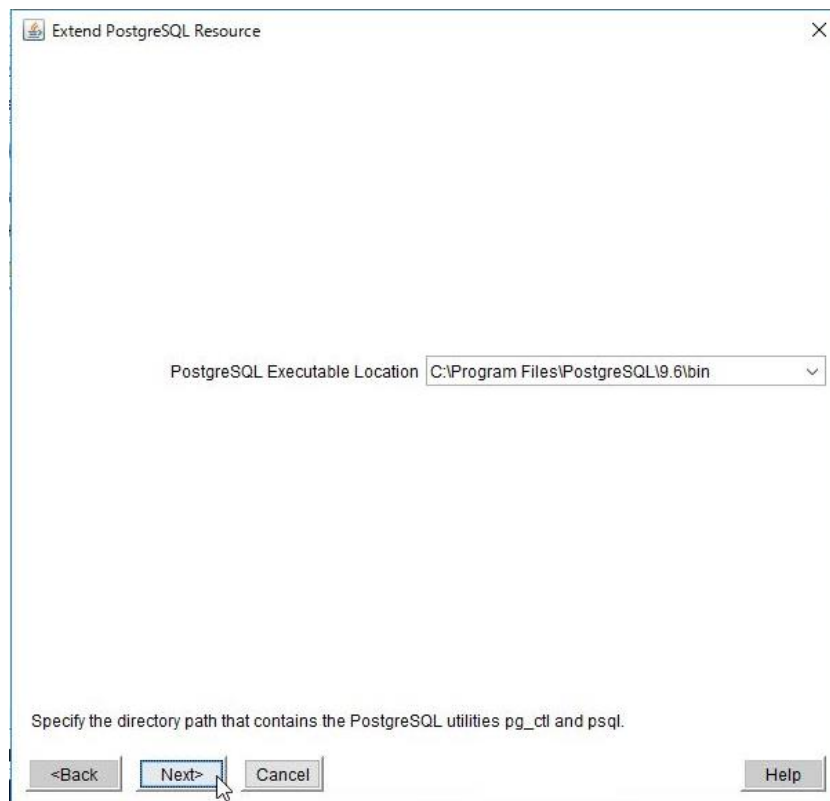 Extend PostgreSQL Resource
PostgreSQL Executable Location C:\Program Files\PostgreSQL\9.6\bin
Specify the directory path that contains the PostgreSQL utilities pg_ctl and psql.
<Back Next> Cancel Help